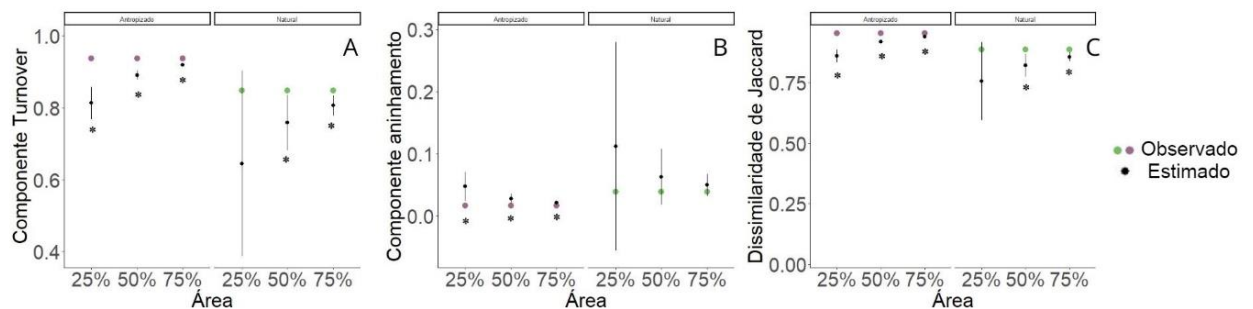 Antropizado Natural
A
Componente Turnover
1.0
0.8
0.6
0.4
25% 50% 75% 25% 50% 75%
Área
* * * * *
Antropizado Natural
B
Componente aninhamento
0.3
0.2
0.1
0.0
25% 50% 75% 25% 50% 75%
Área
* * *
Antropizado Natural
C
Dissimilaridade de Jaccard
0.75
0.50
0.25
0.00
25% 50% 75% 25% 50% 75%
Área
* * * * *
Observado
Estimado